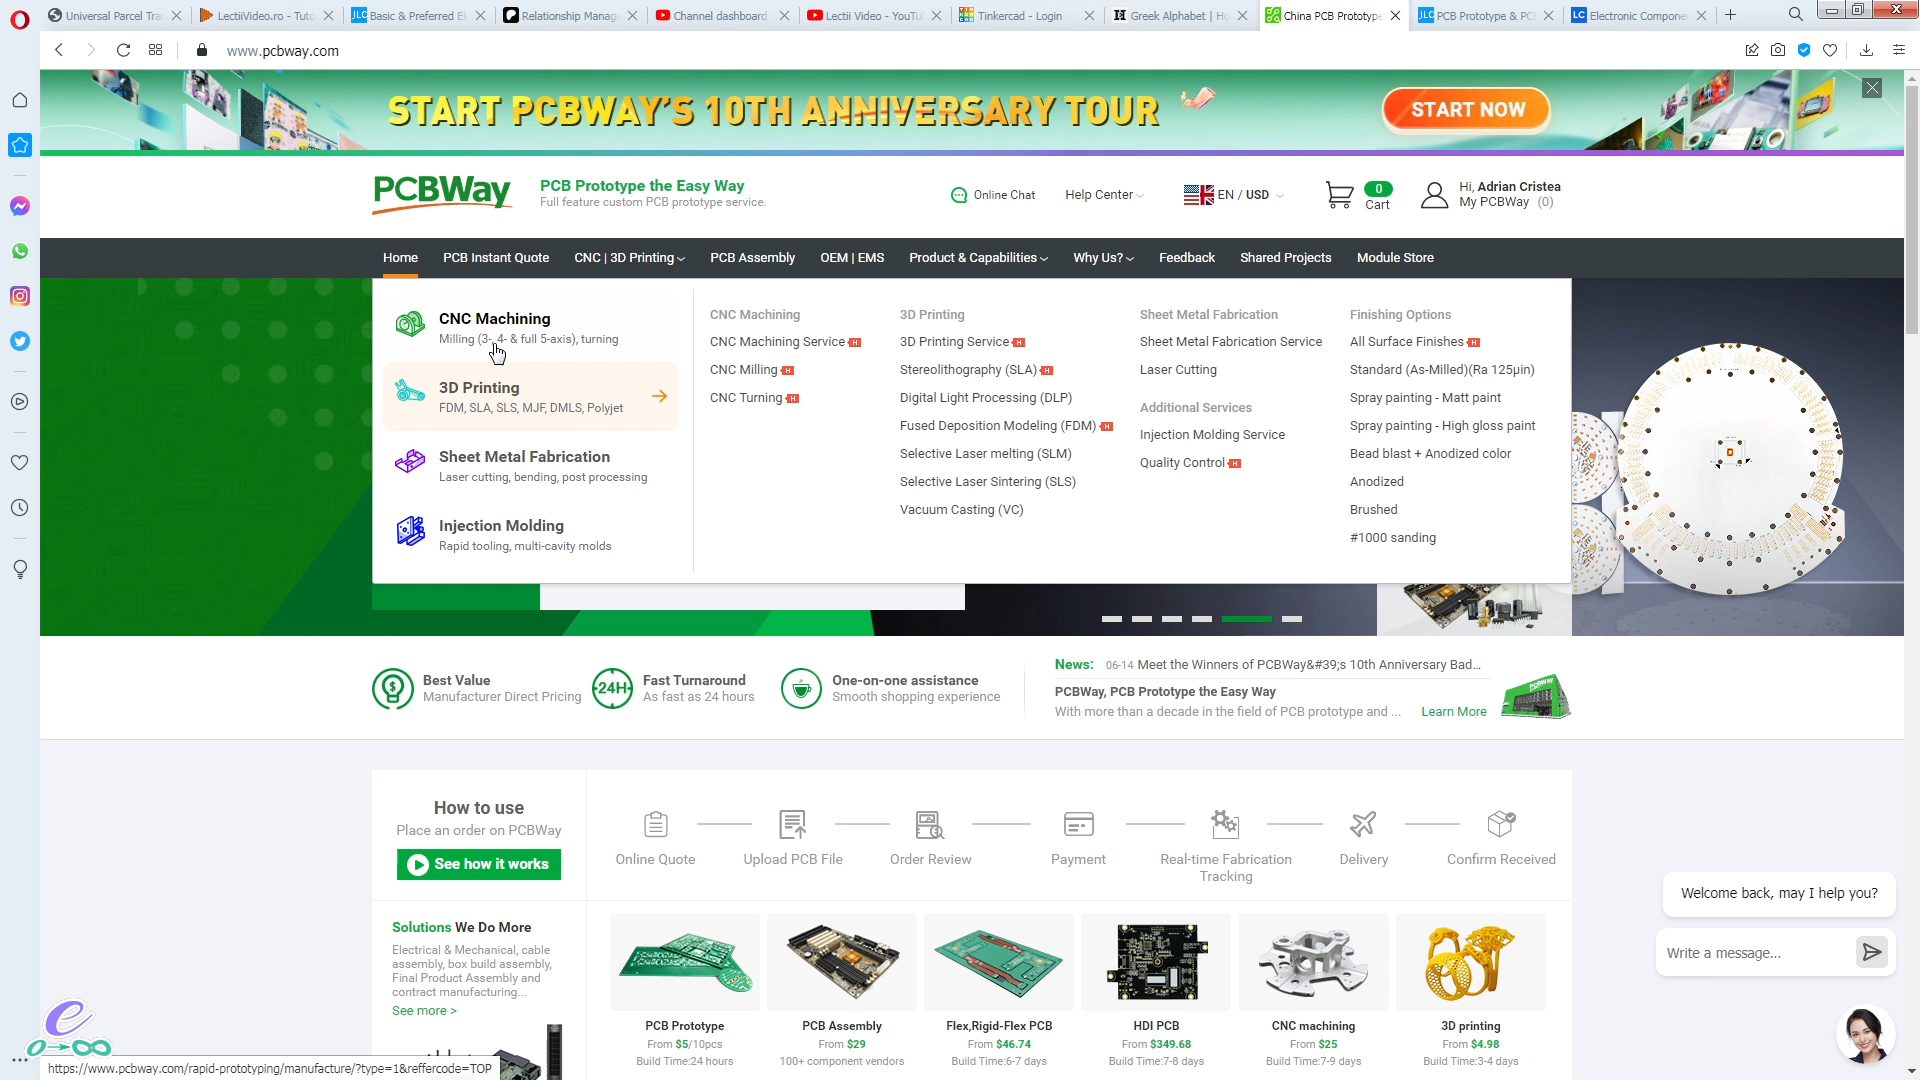 Universal Parcel Tra
LectiiVideo.ro - Tut
Basic & Preferred El
Relationship Manag
Channel dashboard
Lectii Video - YouTu
Tinkercad - Login
Greek Alphabet | H
China PCB Prototype
PCB Prototype & PC
Electronic Compone
www.pcbway.com
START PCBWAY'S 10TH ANNIVERSARY TOUR
START NOW
PCBWay
PCB Prototype the Easy Way
Full feature custom PCB prototype service.
Online Chat
Help Center
EN / USD
0
Cart
Hi, Adrian Cristea
My PCBWay (0)
Home
PCB Instant Quote
CNC | 3D Printing
PCB Assembly
OEM | EMS
Product & Capabilities
Why Us?
Feedback
Shared Projects
Module Store
CNC Machining
Milling (3-, 4- & full 5-axis), turning
3D Printing
FDM, SLA, SLS, MJF, DMLS, Polyjet
Sheet Metal Fabrication
Laser cutting, bending, post processing
Injection Molding
Rapid tooling, multi-cavity molds
CNC Machining
CNC Machining Service H
CNC Milling H
CNC Turning H
3D Printing
3D Printing Service H
Stereolithography (SLA) H
Digital Light Processing (DLP)
Fused Deposition Modeling (FDM) H
Selective Laser melting (SLM)
Selective Laser Sintering (SLS)
Vacuum Casting (VC)
Sheet Metal Fabrication
Sheet Metal Fabrication Service
Laser Cutting
Additional Services
Injection Molding Service
Quality Control H
Finishing Options
All Surface Finishes H
Standard (As-Milled)(Ra 125µin)
Spray painting - Matt paint
Spray painting - High gloss paint
Bead blast + Anodized color
Anodized
Brushed
#1000 sanding
Best Value
Manufacturer Direct Pricing
24H
Fast Turnaround
As fast as 24 hours
One-on-one assistance
Smooth shopping experience
News: 06-14 Meet the Winners of PCBWay&#39;s 10th Anniversary Bad...
PCBWay, PCB Prototype the Easy Way
With more than a decade in the field of PCB prototype and ... Learn More
How to use
Place an order on PCBWay
See how it works
Online Quote
Upload PCB File
Order Review
Payment
Real-time Fabrication
Tracking
Delivery
Confirm Received
Solutions We Do More
Electrical & Mechanical, cable
assembly, box build assembly,
Final Product Assembly and
contract manufacturing...
See more >
PCB Prototype
From $5/10pcs
Build Time:24 hours
PCB Assembly
From $29
100+ component vendors
Flex,Rigid-Flex PCB
From $46.74
Build Time:6-7 days
HDI PCB
From $349.68
Build Time:7-8 days
CNC machining
From $25
Build Time:7-9 days
3D printing
From $4.98
Build Time:3-4 days
Welcome back, may I help you?
Write a message...
https://www.pcbway.com/rapid-prototyping/manufacture/?type=1&reffercode=TOP